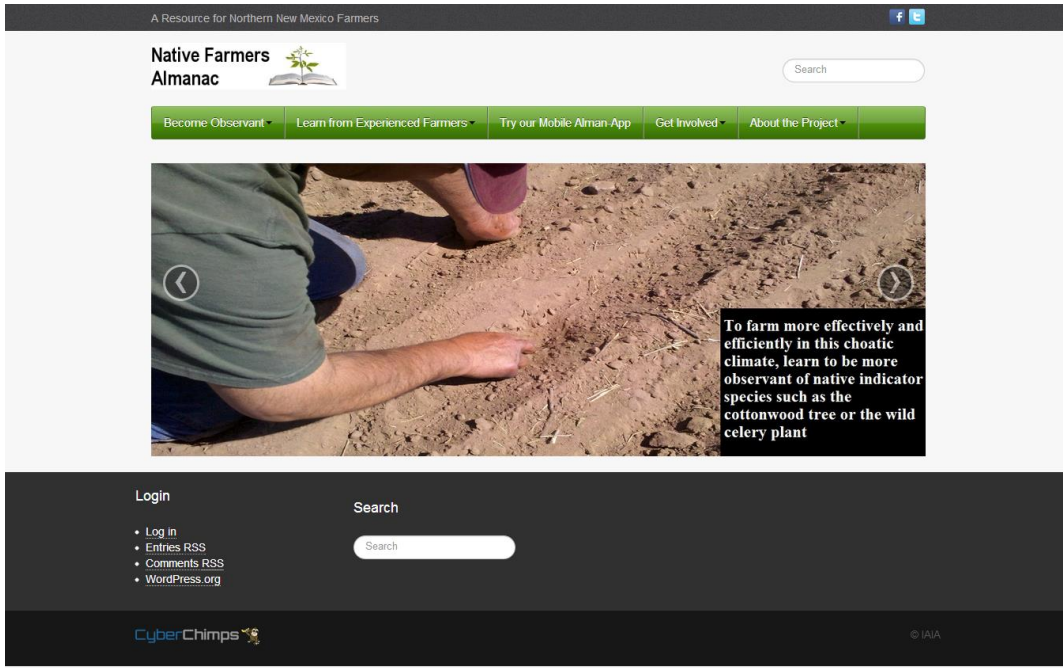 A Resource for Northern New Mexico Farmers
Native Farmers
Almanac
Search
Become Observant
Learn from Experienced Farmers
Try our Mobile Alman-App
Get Involved
About the Project
To farm more effectively and
efficiently in this choatic
climate, learn to be more
observant of native indicator
species such as the
cottonwood tree or the wild
celery plant
Login
Log in
Entries RSS
Comments RSS
WordPress.org
Search
Search
CyberChimps
© IAIA